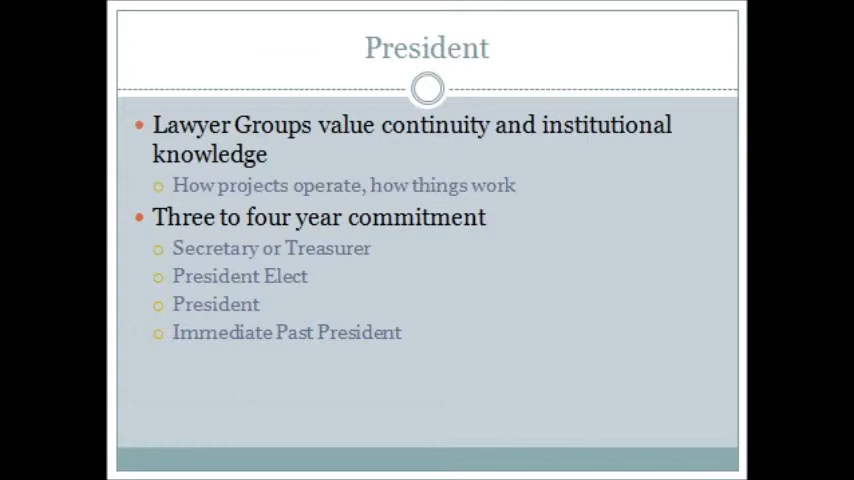 President
Lawyer Groups value continuity and institutional
knowledge
How projects operate, how things work
Three to four year commitment
Secretary or Treasurer
President Elect
President
Immediate Past President